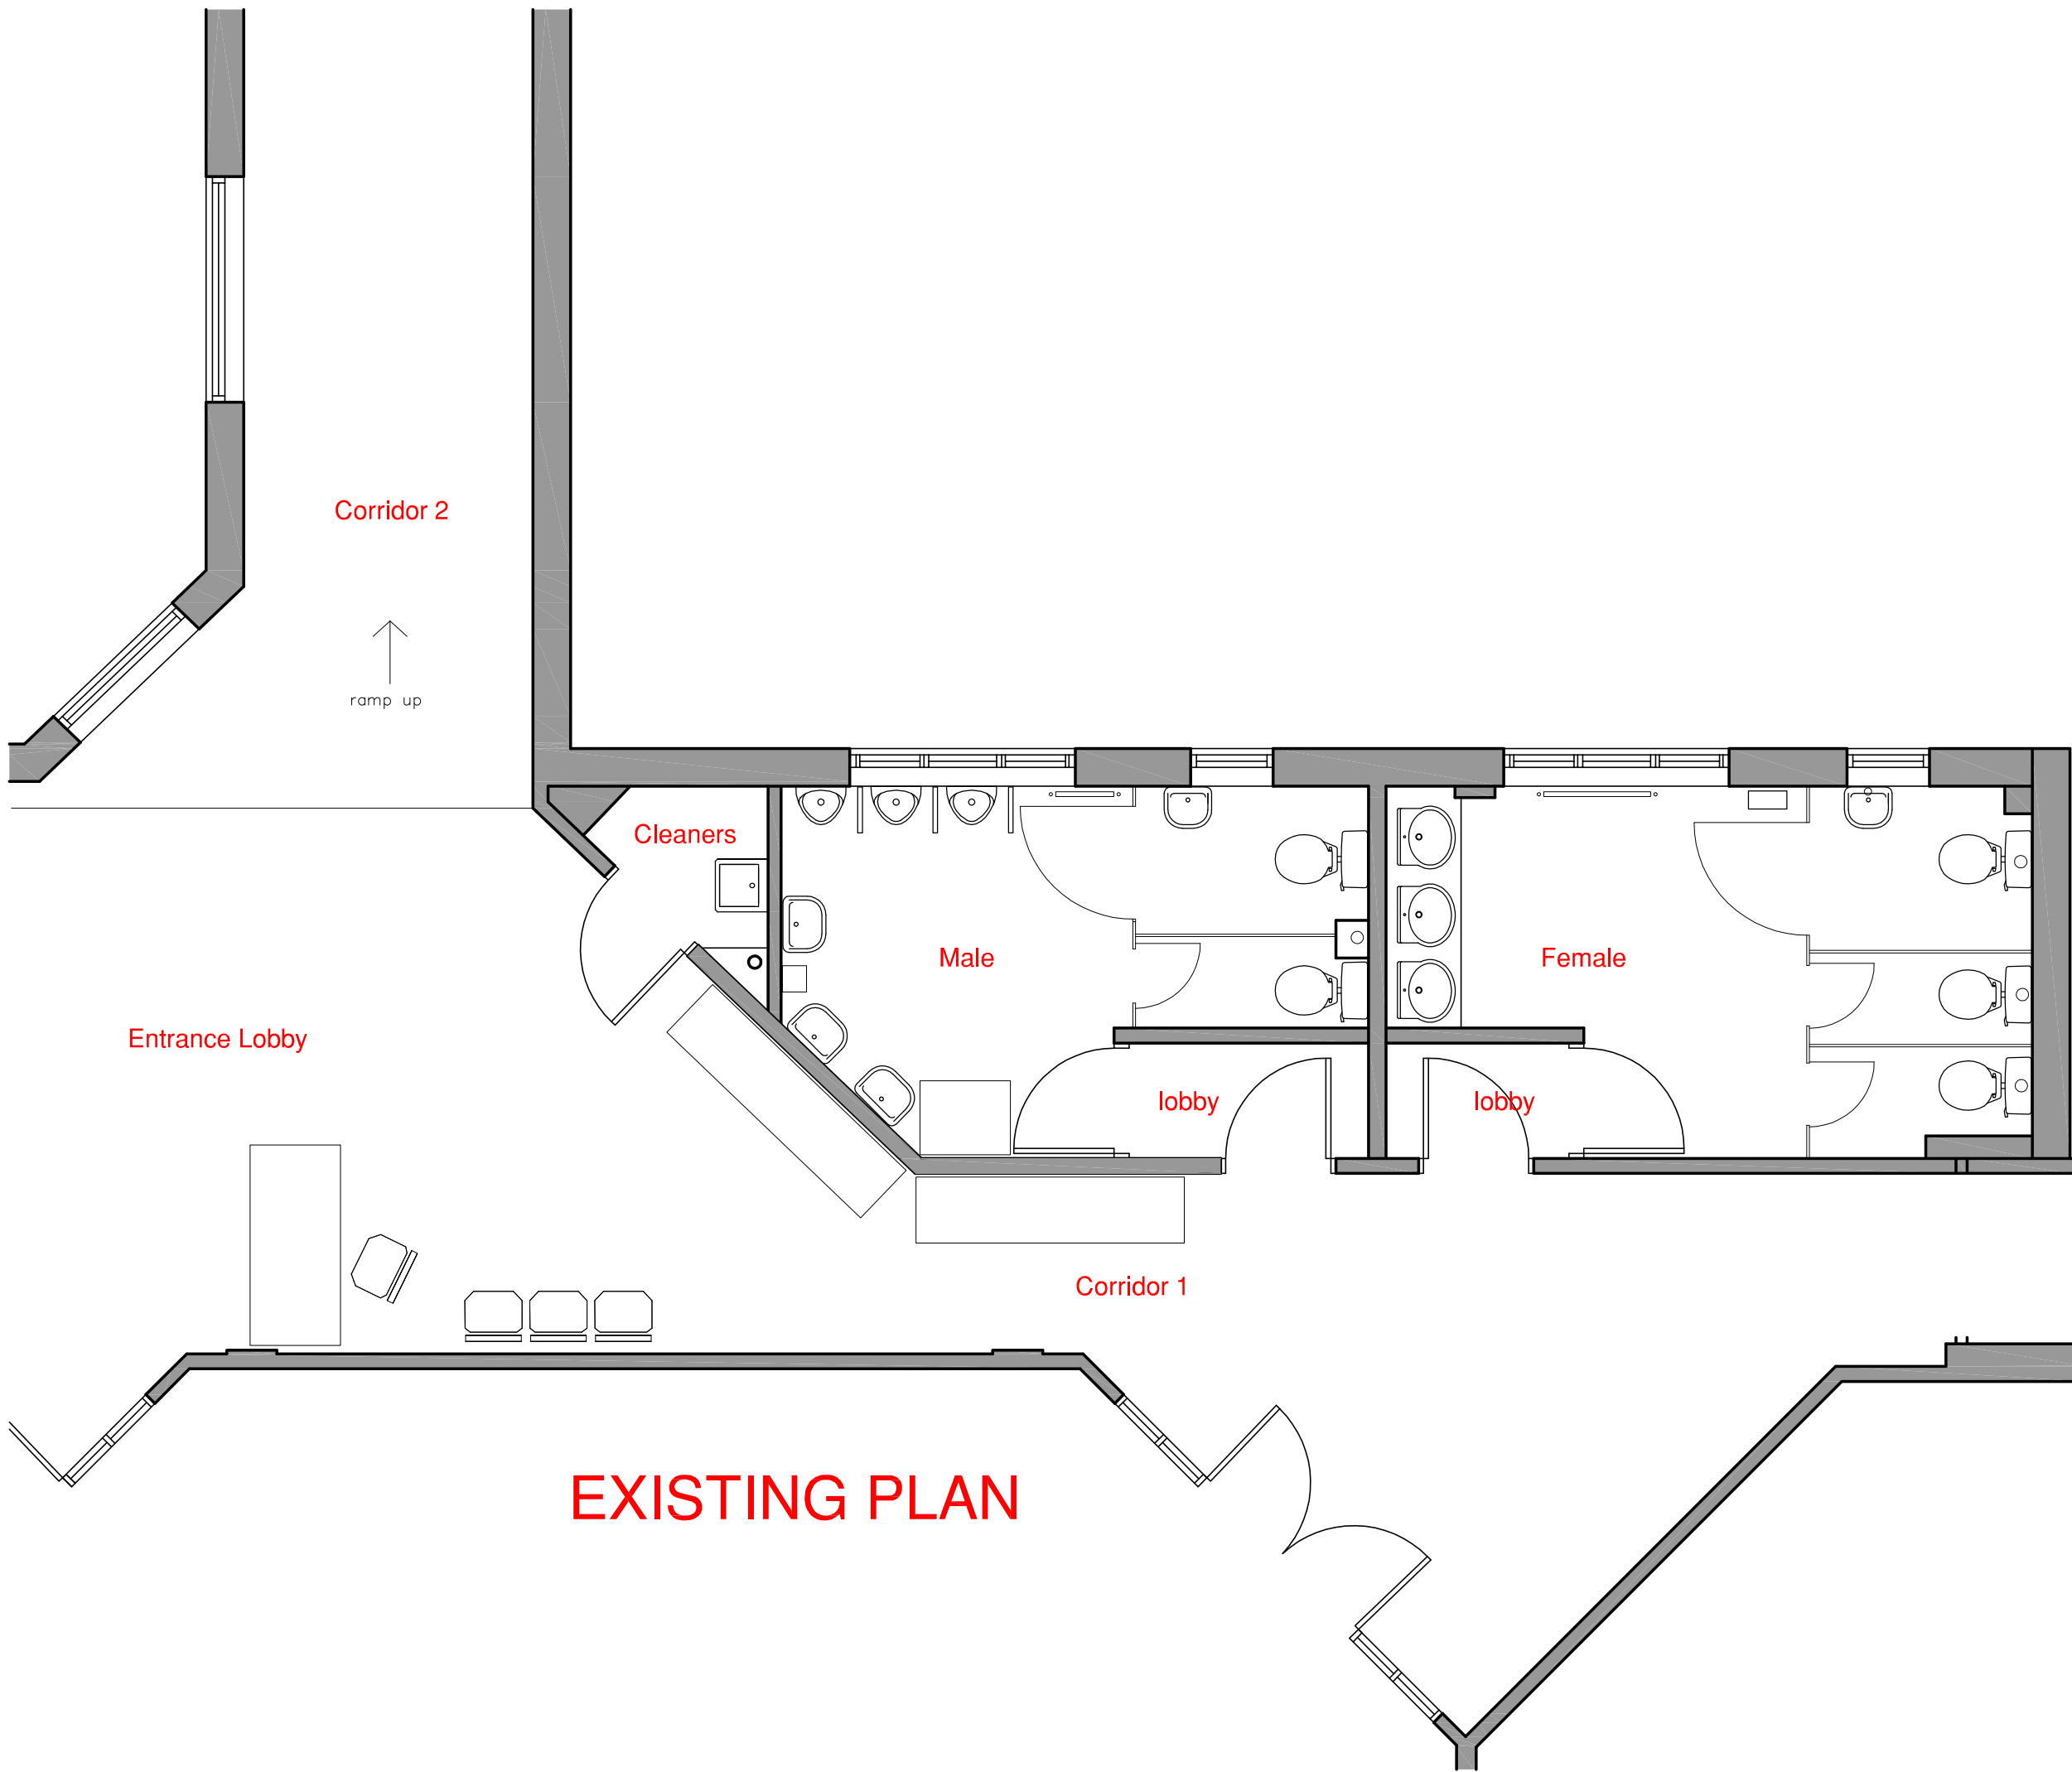 Corridor 2
ramp up
Cleaners
Male
Female
Entrance Lobby
lobby
lobby
Corridor 1
EXISTING PLAN